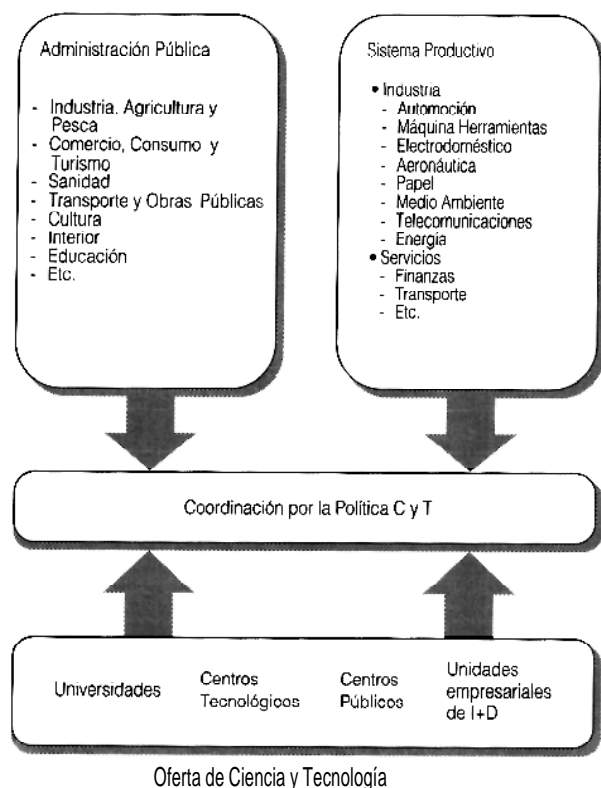 Administración Pública
- Industria. Agricultura y
Pesca
- Comercio, Consumo y
Turismo
- Sanidad
- Transporte y Obras Públicas
- Cultura
- Interior
- Educación
- Etc.
Sistema Productivo
• Industria
- Automoción
- Máquina Herramientas
- Electrodoméstico
- Aeronáutica
- Papel
- Medio Ambiente
- Telecomunicaciones
- Energía
• Servicios
- Finanzas
- Transporte
- Etc.
Coordinación por la Política C y T
Universidades
Centros
Tecnológicos
Centros
Públicos
Unidades
empresariales
de I+D
Oferta de Ciencia y Tecnología